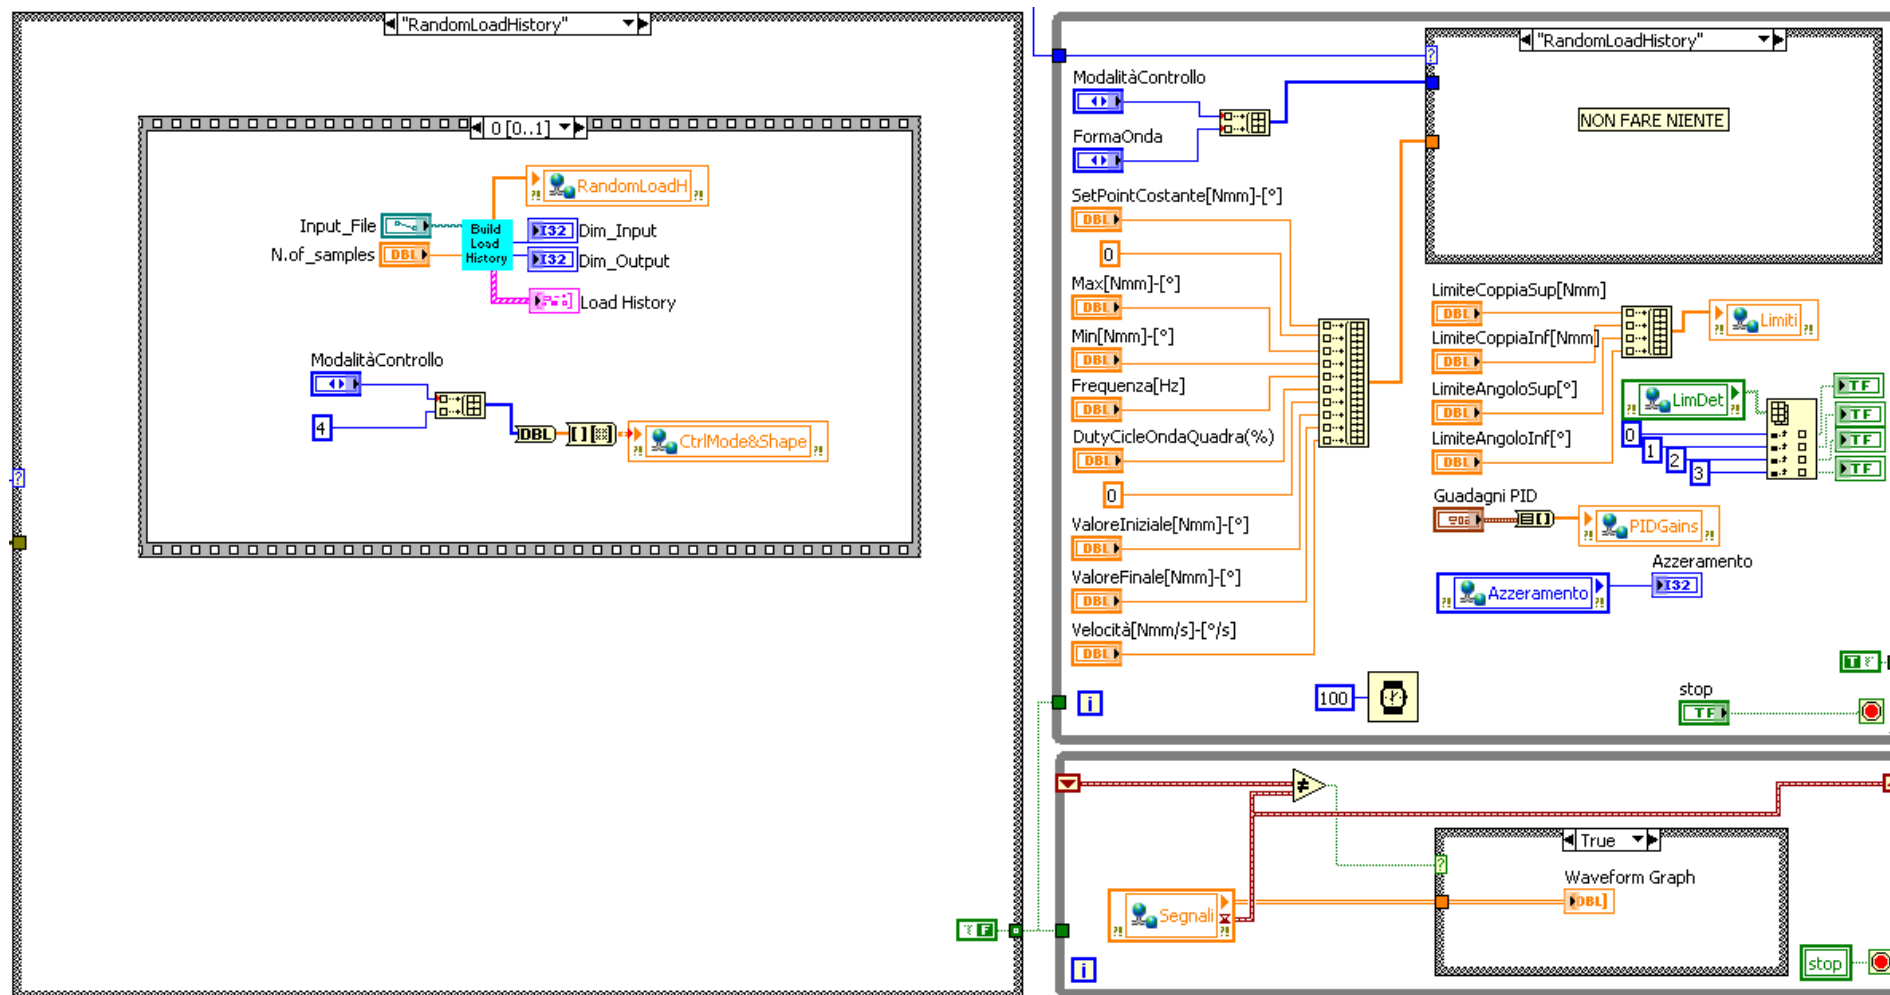 "RandomLoadHistory"
0 [0..1]
RandomLoadH
Input_File
N.of_samples
DBL
Build
Load
History
I32
Dim_Input
I32
Dim_Output
Load History
ModalitàControllo
4
DBL
CtrlMode&Shape
F
ModalitàControllo
FormaOnda
SetPointCostante[Nmm]-[°]
DBL
0
Max[Nmm]-[°]
DBL
Min[Nmm]-[°]
DBL
Frequenza[Hz]
DBL
DutyCicleOndaQuadra(%)
DBL
0
ValoreIniziale[Nmm]-[°]
DBL
ValoreFinale[Nmm]-[°]
DBL
Velocità[Nmm/s]-[°/s]
DBL
i
100
"RandomLoadHistory"
NON FARE NIENTE
LimiteCoppiaSup[Nmm]
DBL
Limiti
LimiteCoppiaInf[Nmm]
DBL
LimiteAngoloSup[°]
DBL
LimiteAngoloInf[°]
DBL
LimDet
0
1
2
3
TF
TF
TF
TF
Guadagni PID
PIDGains
Azzeramento
Azzeramento
I32
T
stop
TF
True
Waveform Graph
DBL]
Segnali
i
stop